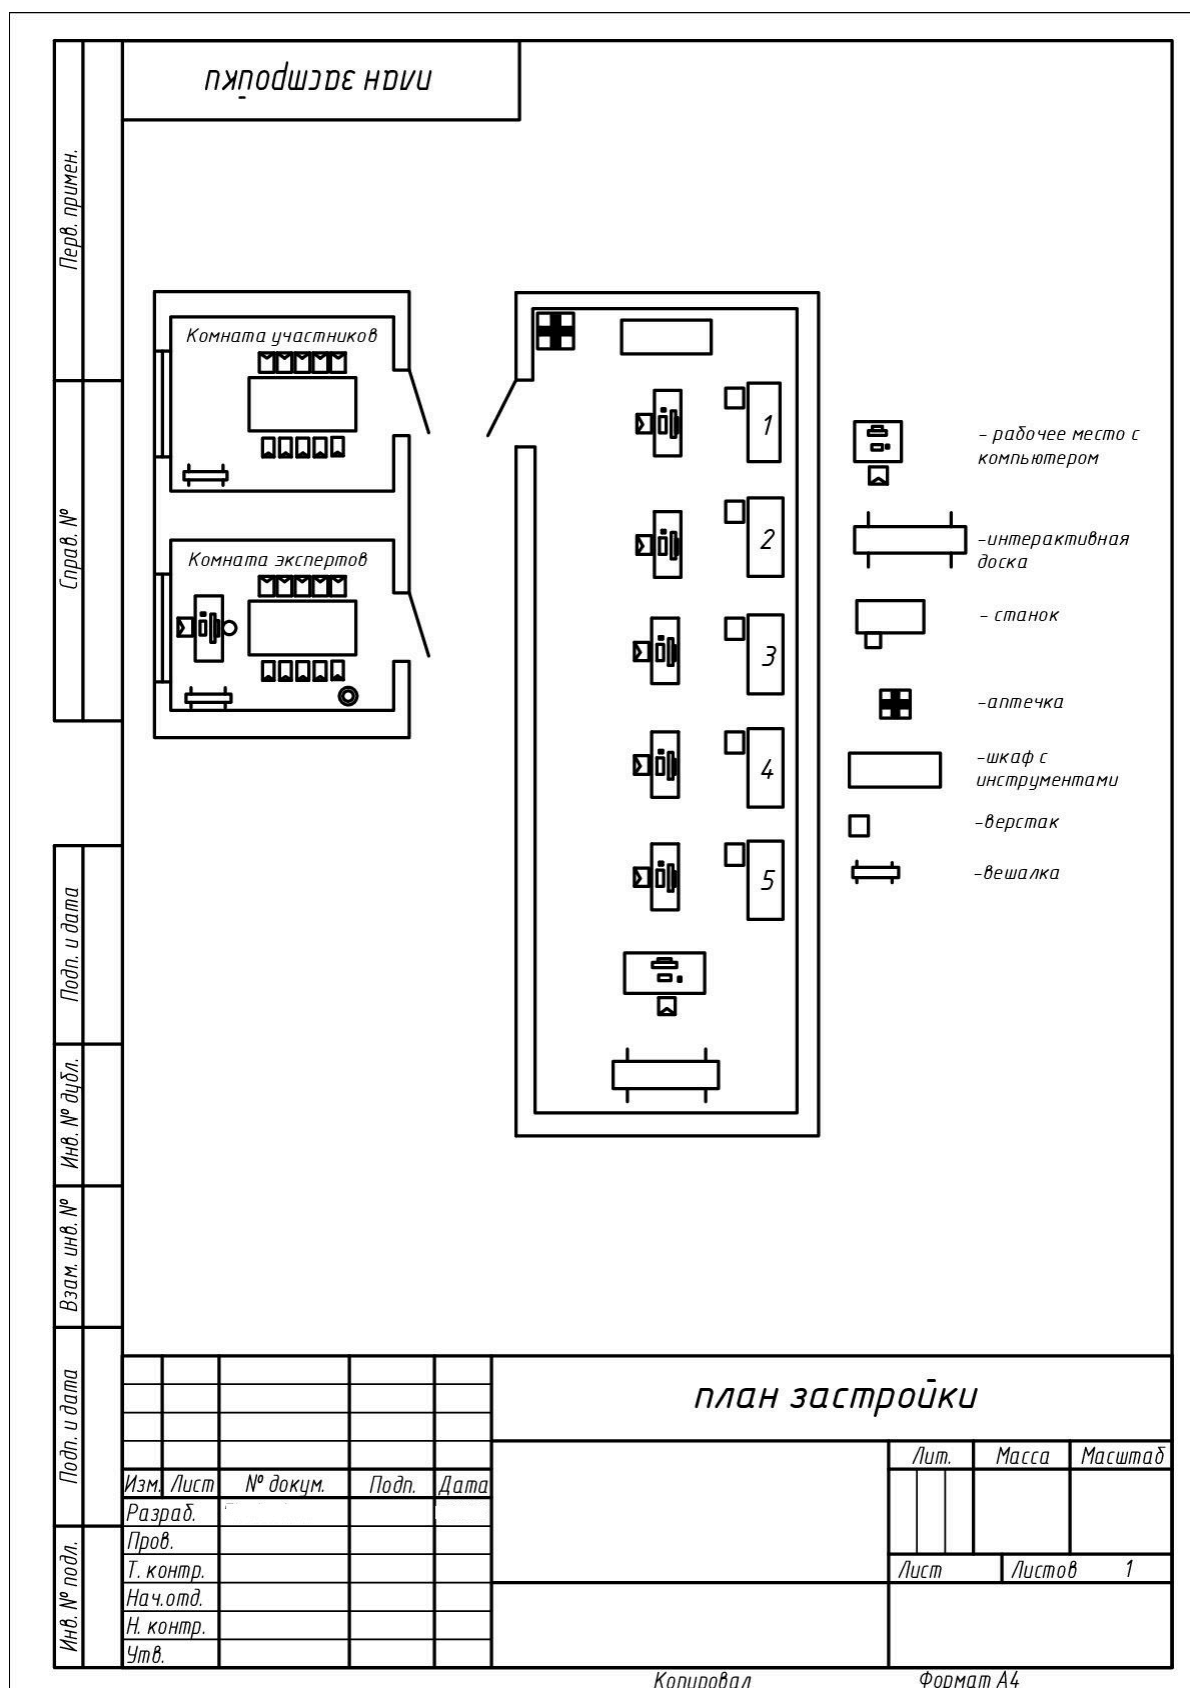 план застройки
Перв. примен.
Справ. №
Подп. и дата
Инв. № дубл.
Взам. инв. №
Подп. и дата
Инв. № подл.
Комната участников
Комната экспертов
1
2
3
4
5
- рабочее место с
компьютером
-интерактивная
доска
- станок
-аптечка
-шкаф с
инструментами
-верстак
-вешалка
план застройки
Лит. Масса Масштаб
Изм. Лист № докум. Подп. Дата
Разраб.
Пров.
Т. контр.
Лист Листов 1
Нач.отд.
Н. контр.
Утв.
Копировал Формат А4